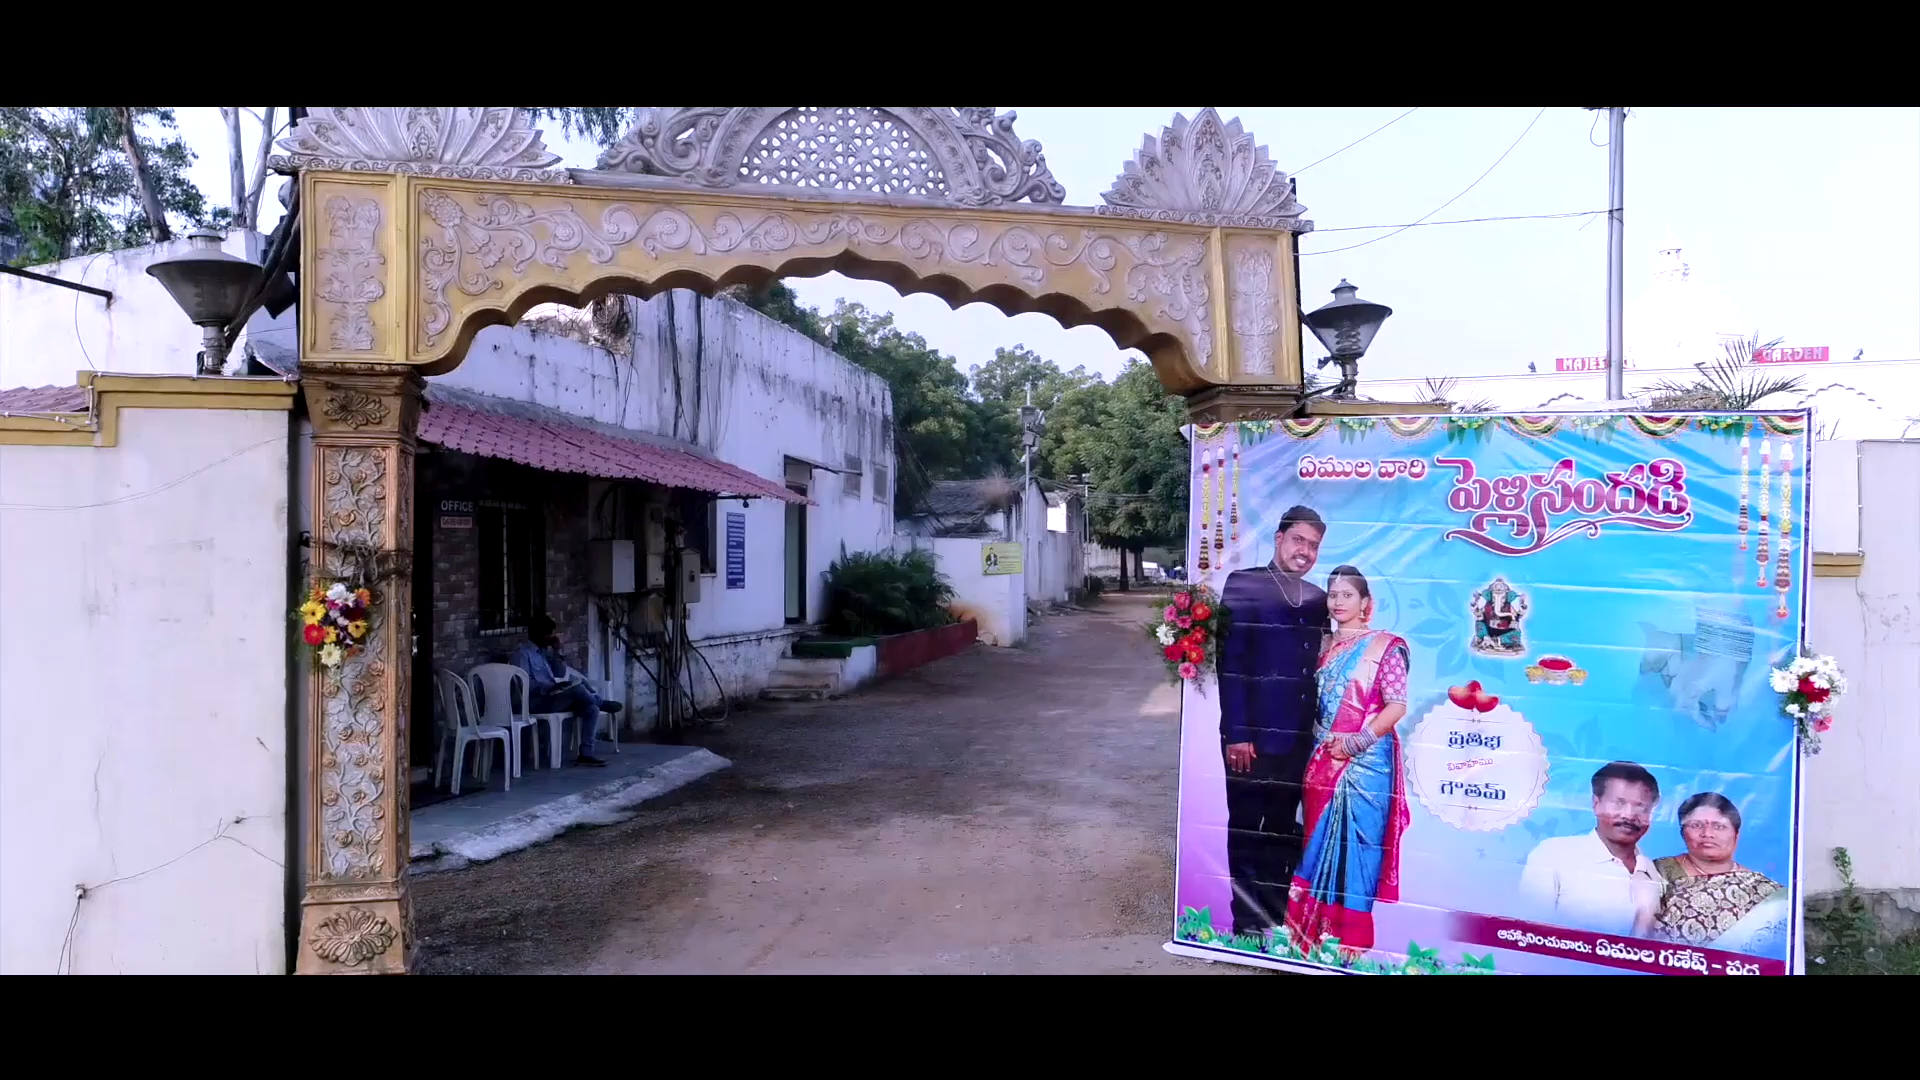 OFFICE
GARDEN
ఏముల వారి పెళ్లిసందడి
ప్రతిభ
వివాహము
గౌతమ్
ఆహ్వానించువారు: ఏముల గణేష్ - పద్మ